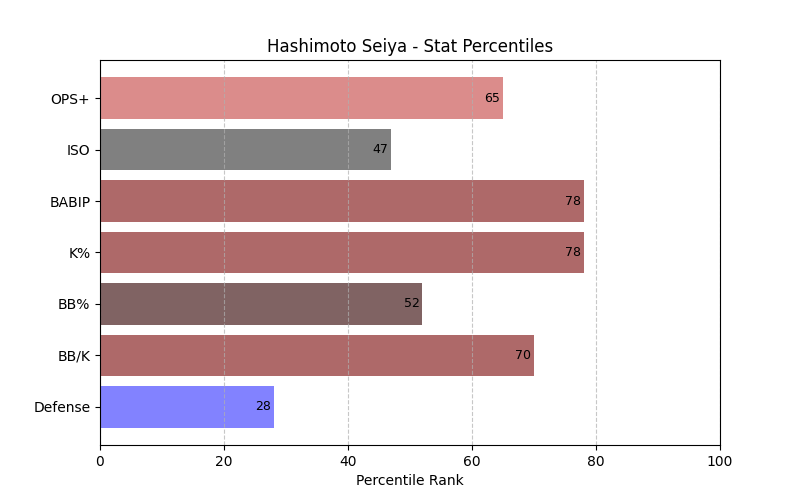 Hashimoto Seiya - Stat Percentiles
OPS+ 65
ISO 47
BABIP 78
K% 78
BB% 52
BB/K 70
Defense 28
0 20 40 60 80 100
Percentile Rank